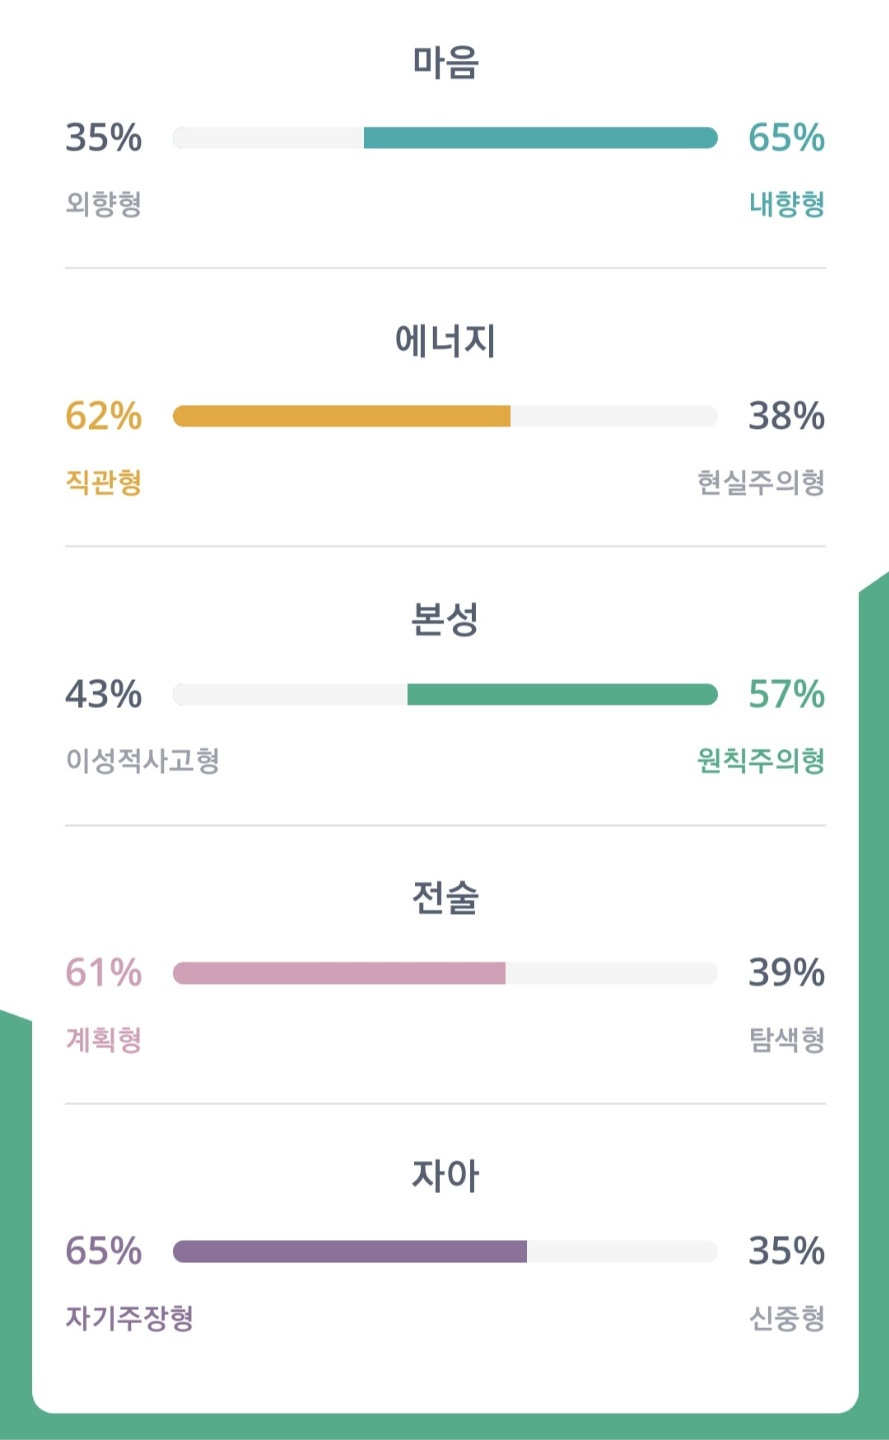 마음
35% 65%
외향형 내향형
에너지
62% 38%
직관형 현실주의형
본성
43% 57%
이성적사고형 원칙주의형
전술
61% 39%
계획형 탐색형
자아
65% 35%
자기주장형 신중형